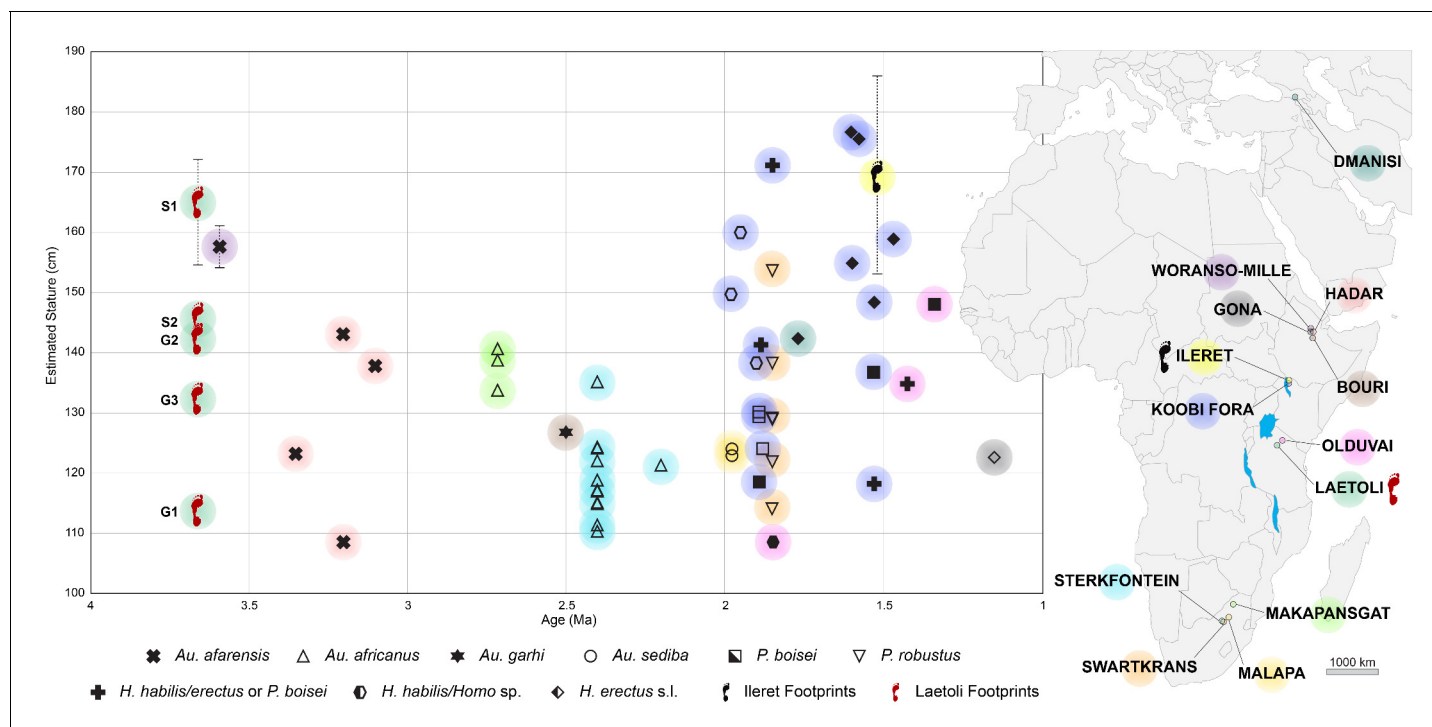 190
180
170
160
150
140
130
120
110
100
Estimated Stature (cm)
S1
S2
G2
G3
G1
4
3.5
3
2.5
2
1.5
1
Age (Ma)
Au. afarensis
Au. africanus
Au. garhi
Au. sediba
P. boisei
P. robustus
H. habilis/erectus or P. boisei
H. habilis/Homo sp.
H. erectus s.l.
Ileret Footprints
Laetoli Footprints
DMANISI
WORANSO-MILLE
HADAR
GONA
ILERET
BOURI
KOOBI FORA
OLDUVAI
LAETOLI
STERKFONTEIN
MAKAPANSGAT
SWARTKRANS
MALAPA
1000 km